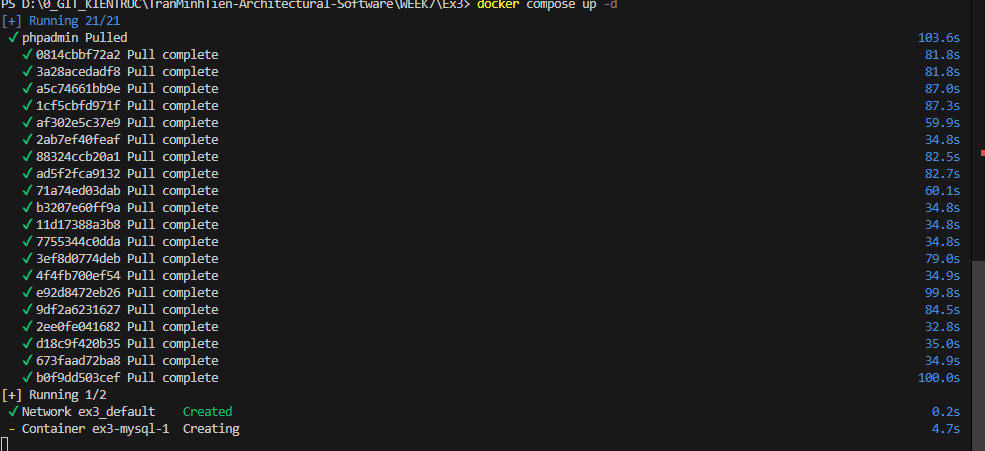 PS D:\0_GIT_KIENTRUC\TranMinhTien-Architectural-Software\WEEK7\Ex3> docker compose up -d
[+] Running 21/21
✔ phpadmin Pulled 103.6s
✔ 0814cbbf72a2 Pull complete 81.8s
✔ 3a28acedadf8 Pull complete 81.8s
✔ a5c74661bb9e Pull complete 87.0s
✔ 1cf5cbfd971f Pull complete 87.3s
✔ af302e5c37e9 Pull complete 59.9s
✔ 2ab7ef40feaf Pull complete 34.8s
✔ 88324ccb20a1 Pull complete 82.5s
✔ ad5f2fca9132 Pull complete 82.7s
✔ 71a74ed03dab Pull complete 60.1s
✔ b3207e60ff9a Pull complete 34.8s
✔ 11d17388a3b8 Pull complete 34.8s
✔ 7755344c0dda Pull complete 34.8s
✔ 3ef8d0774deb Pull complete 79.0s
✔ 4f4fb700ef54 Pull complete 34.9s
✔ e92d8472eb26 Pull complete 99.8s
✔ 9df2a6231627 Pull complete 84.5s
✔ 2ee0fe041682 Pull complete 32.8s
✔ d18c9f420b35 Pull complete 35.0s
✔ 673faad72ba8 Pull complete 34.9s
✔ b0f9dd503cef Pull complete 100.0s
[+] Running 1/2
✔ Network ex3_default Created 0.2s
- Container ex3-mysql-1 Creating 4.7s